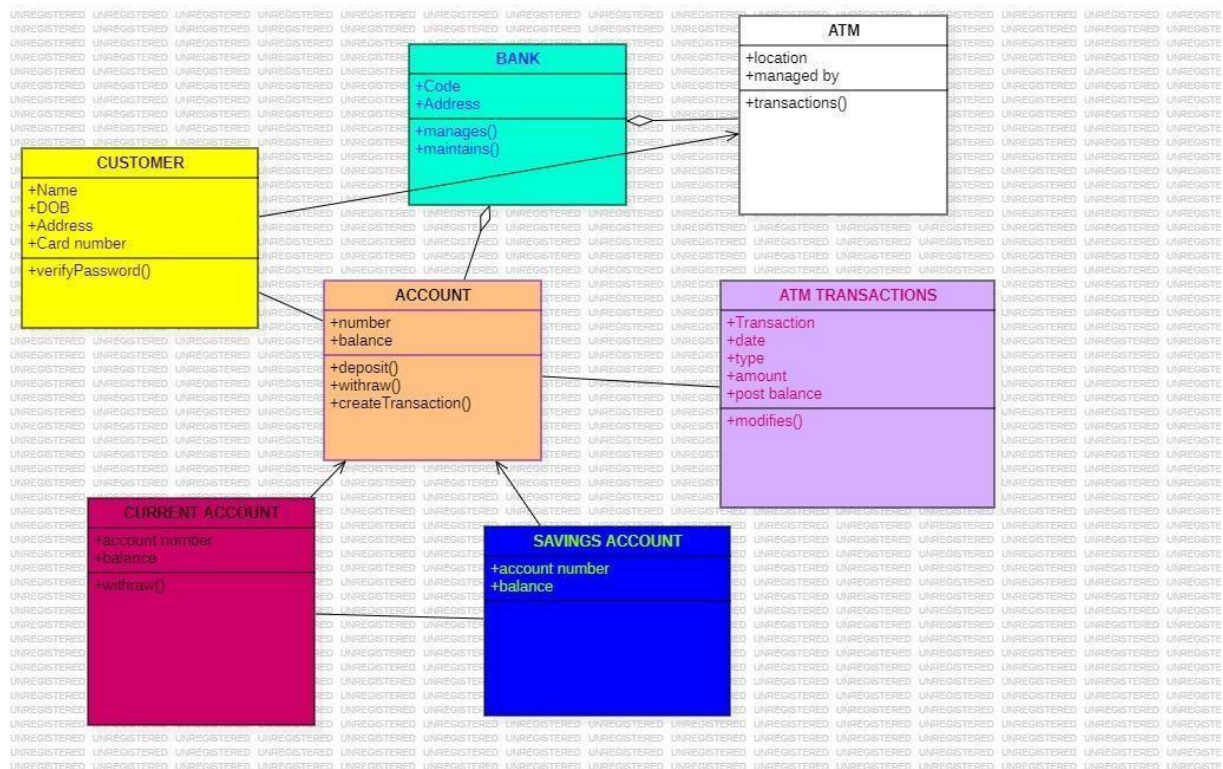 ATM
+location
+managed by
+transactions()
BANK
+Code
+Address
+manages()
+maintains()
CUSTOMER
+Name
+DOB
+Address
+Card number
+verifyPassword()
ACCOUNT
+number
+balance
+deposit()
+withraw()
+createTransaction()
ATM TRANSACTIONS
+Transaction
+date
+type
+amount
+post balance
+modifies()
CURRENT ACCOUNT
+account number
+balance
+withraw()
SAVINGS ACCOUNT
+account number
+balance
UNREGISTERED